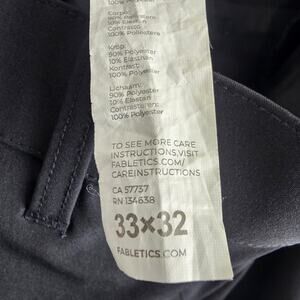 100% Poliestere
Corpo:
90% Poliestere
10% Elastan
Contrasto:
100% Poliestere
Krop:
90% Polyester
10% Elastan
Kontrast:
100% Polyester
Lichaam:
90% Polyester
10% Elastan
Contrasteren:
100% Polyester
TO SEE MORE CARE
INSTRUCTIONS,VISIT
FABLETICS.COM/
CAREINSTRUCTIONS
CA 57737
RN 134638
33x32
FABLETICS.COM